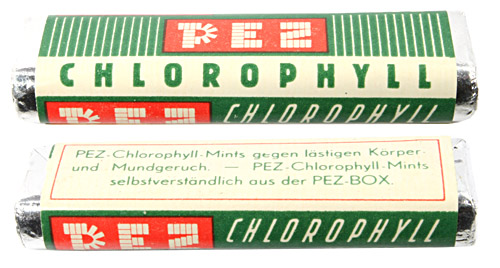 PEZ
CHLOROPHYLL
PEZ CHLOROPHYLL
PEZ-Chlorophyll-Mints gegen lästigen Körper-
und Mundgeruch. — PEZ-Chlorophyll-Mints
selbstverständlich aus der PEZ-BOX.
PEZ CHLOROPHYLL